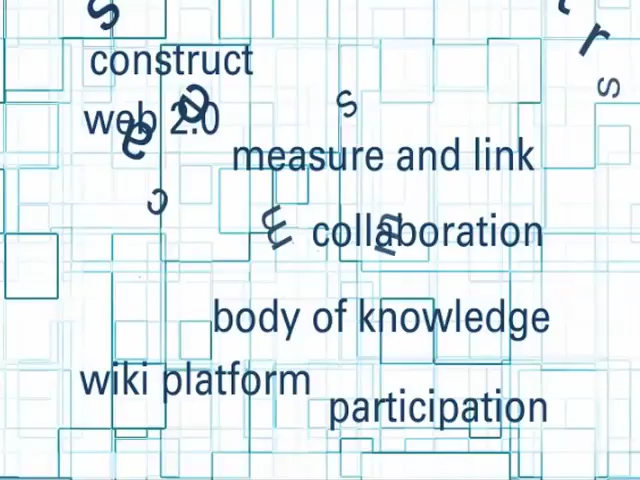 construct
web 2.0
measure and link
collaboration
body of knowledge
wiki platform
participation